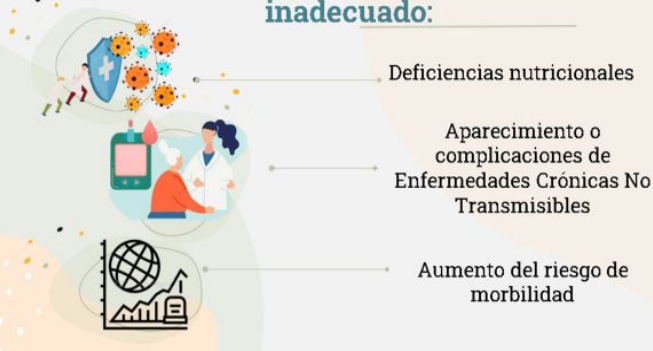 inadecuado:
Deficiencias nutricionales
Aparecimiento o
complicaciones de
Enfermedades Crónicas No
Transmisibles
Aumento del riesgo de
morbilidad